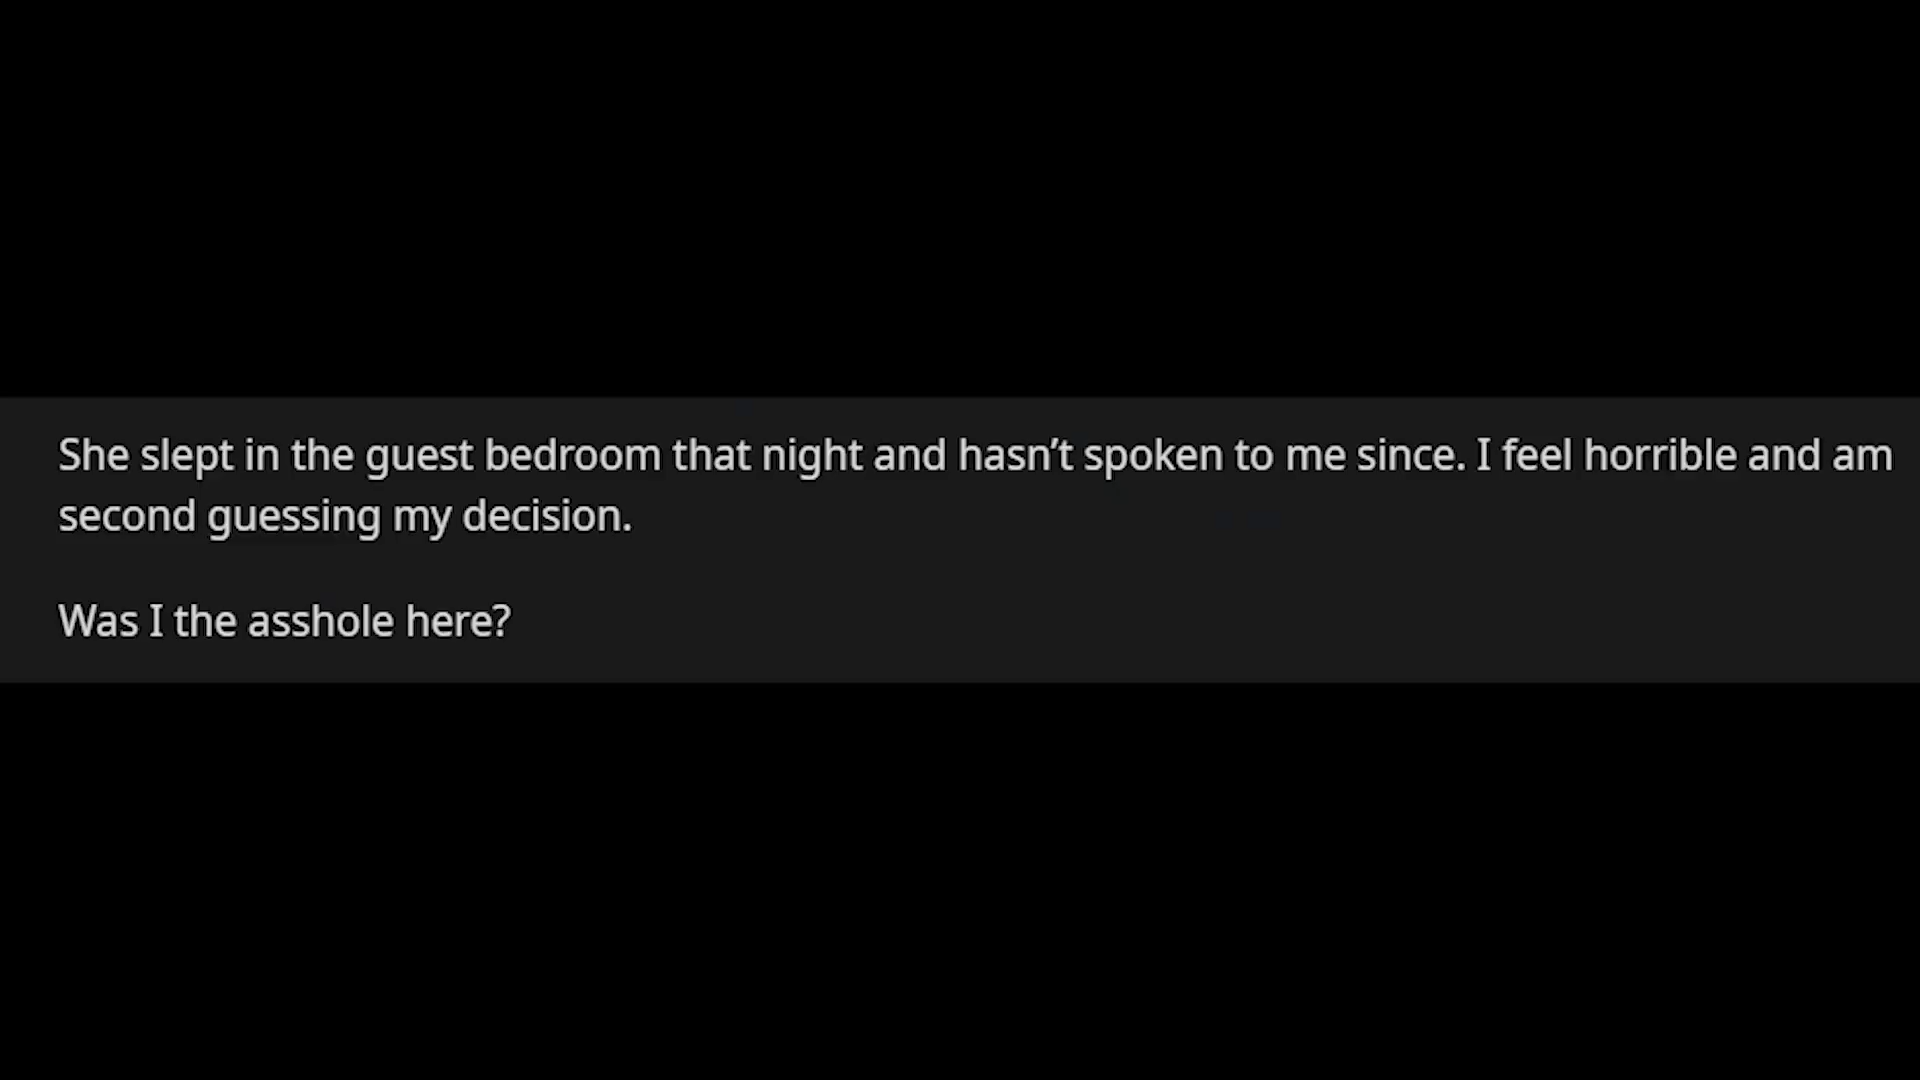 She slept in the guest bedroom that night and hasn’t spoken to me since. I feel horrible and am
second guessing my decision.
Was I the asshole here?